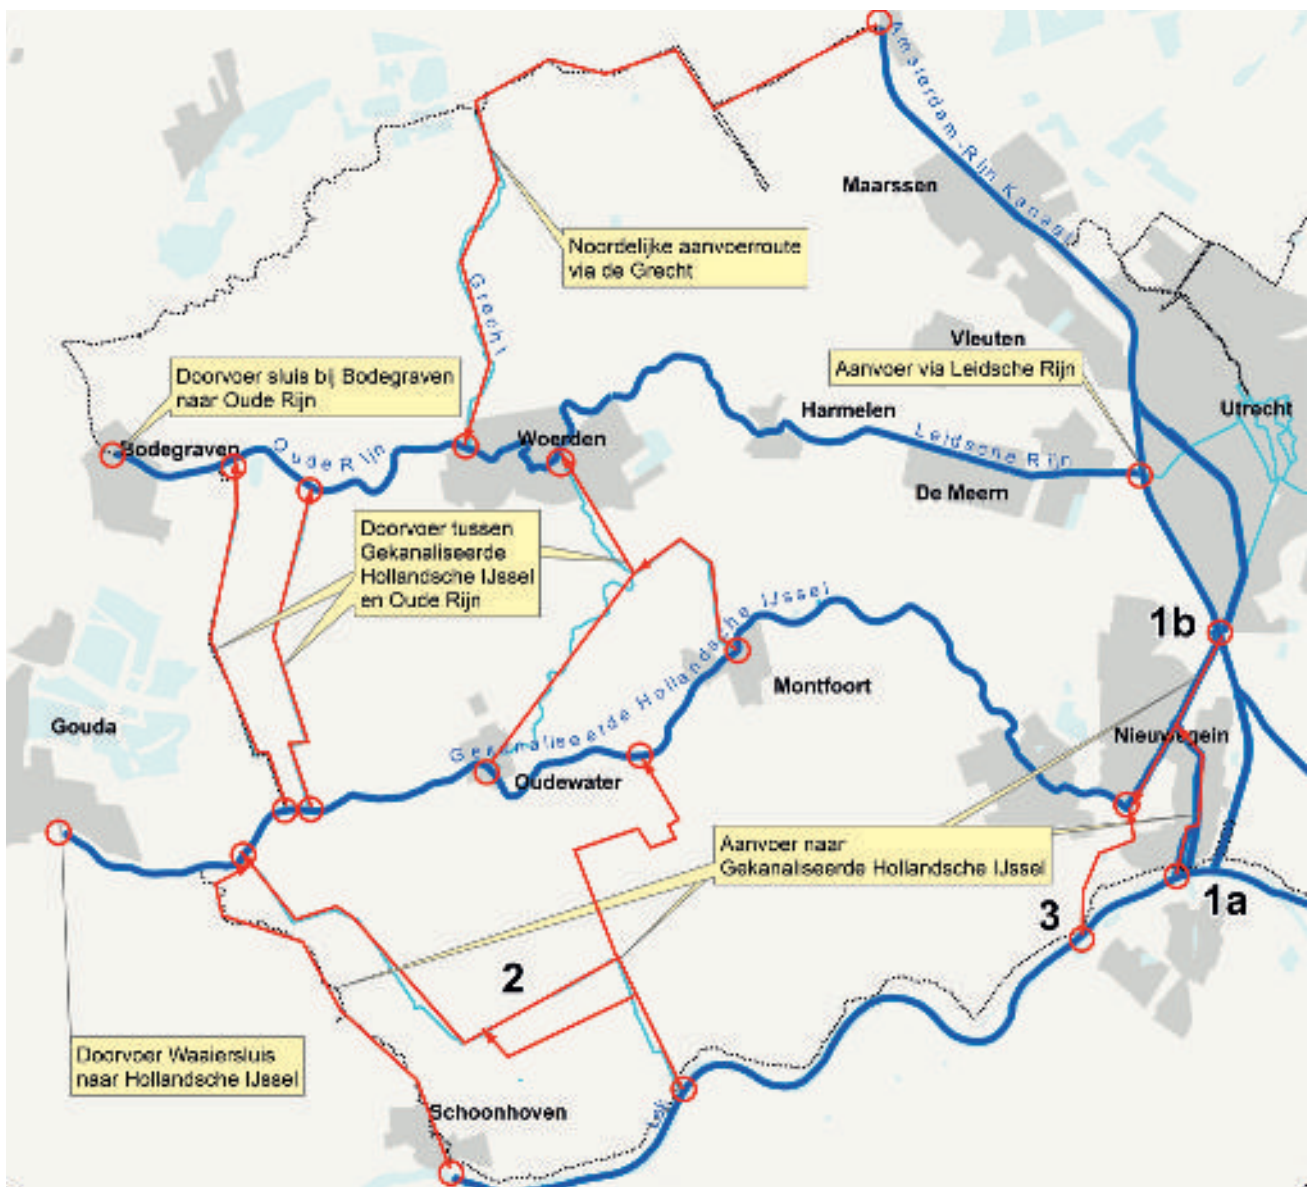 Amsterdam-Rijn Kanaal
Maarssen
Noordelijke aanvoerroute
via de Grecht
Grecht
Vleuten
Aanvoer via Leidsche Rijn
Doorvoer sluis bij Bodegraven
naar Oude Rijn
Utrecht
Harmelen
Bodegraven
Oude Rijn
Woerden
Leidsche Rijn
De Meern
Doorvoer tussen
Gekanaliseerde
Hollandsche IJssel
en Oude Rijn
1b
Gekanaliseerde Hollandsche IJssel
Montfoort
Gouda
Nieuwegein
Oudewater
Aanvoer naar
Gekanaliseerde Hollandsche IJssel
1a
3
2
Doorvoer Waaiersluis
naar Hollandsche IJssel
Schoonhoven
Lek